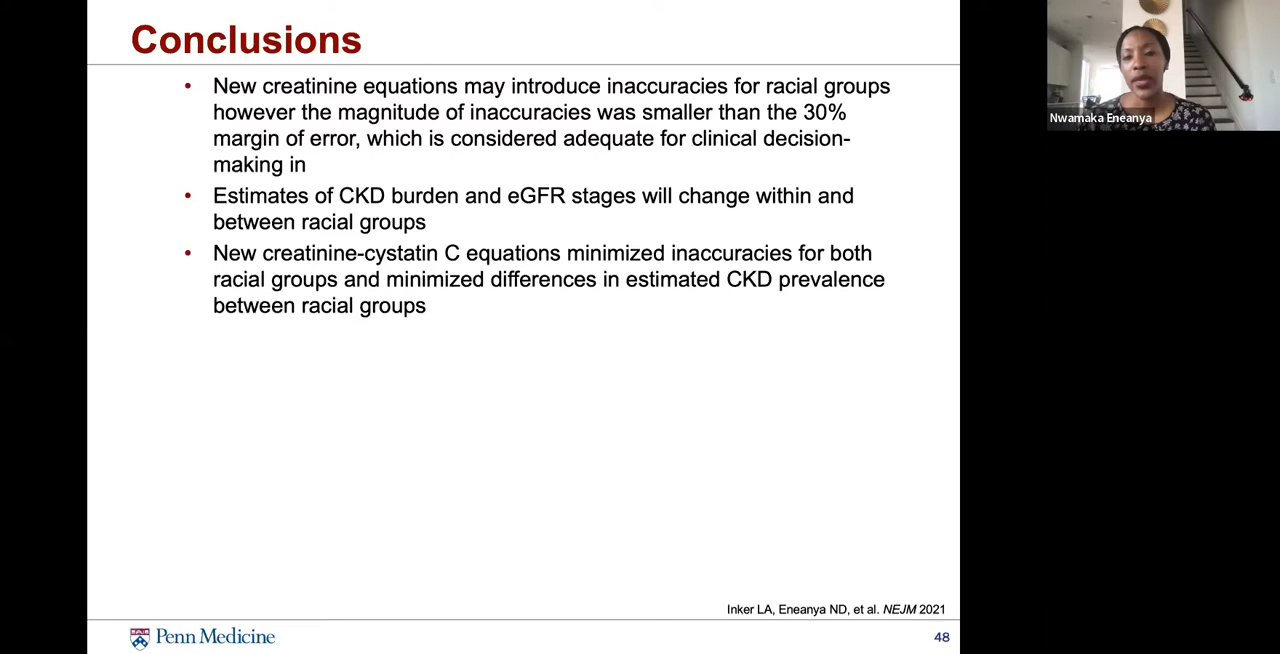 Conclusions
• New creatinine equations may introduce inaccuracies for racial groups
however the magnitude of inaccuracies was smaller than the 30%
margin of error, which is considered adequate for clinical decision-
making in
• Estimates of CKD burden and eGFR stages will change within and
between racial groups
• New creatinine-cystatin C equations minimized inaccuracies for both
racial groups and minimized differences in estimated CKD prevalence
between racial groups
Inker LA, Eneanya ND, et al. NEJM 2021
Penn Medicine
48
Nwamaka Eneanya